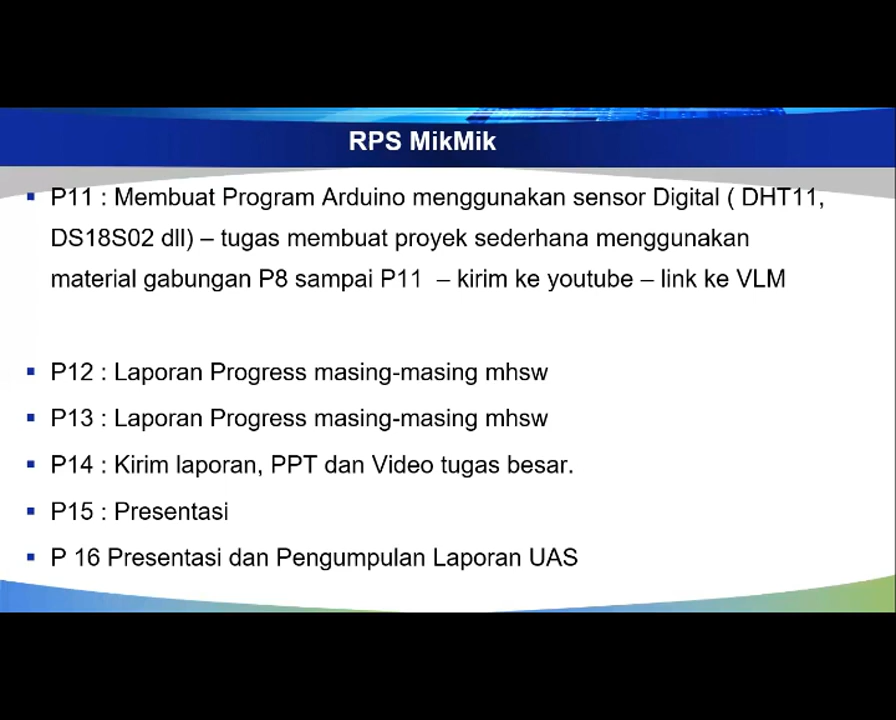 RPS MikMik
▪ P11 : Membuat Program Arduino menggunakan sensor Digital ( DHT11,
DS18S02 dll) – tugas membuat proyek sederhana menggunakan
material gabungan P8 sampai P11 – kirim ke youtube – link ke VLM
▪ P12 : Laporan Progress masing-masing mhsw
▪ P13 : Laporan Progress masing-masing mhsw
▪ P14 : Kirim laporan, PPT dan Video tugas besar.
▪ P15 : Presentasi
▪ P 16 Presentasi dan Pengumpulan Laporan UAS